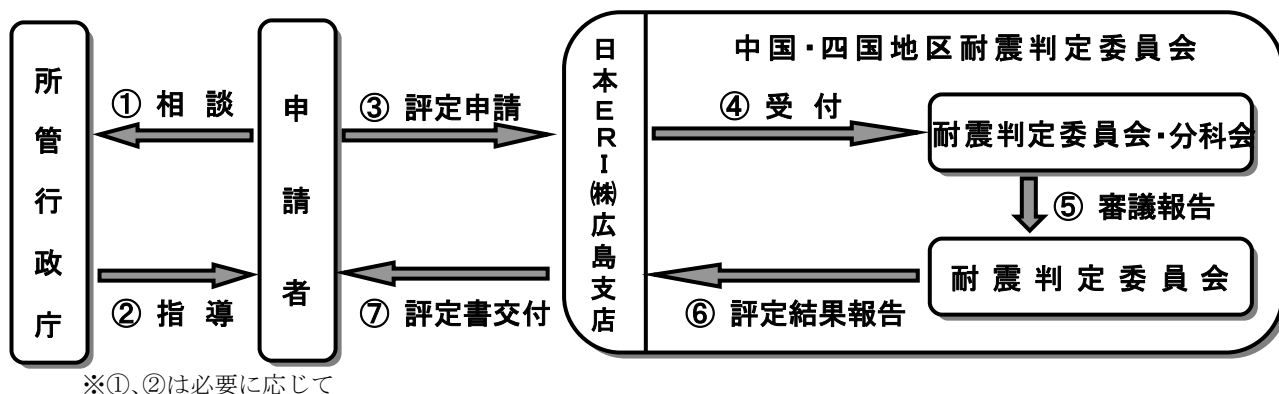 所管行政庁
① 相 談
② 指 導
申請者
③ 評定申請
⑦ 評定書交付
日本ERI㈱広島支店
中国・四国地区耐震判定委員会
④ 受 付
耐震判定委員会・分科会
⑤ 審議報告
耐震判定委員会
⑥ 評定結果報告
※①、②は必要に応じて